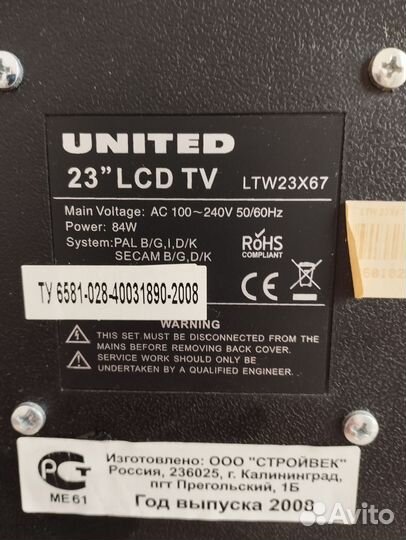 UNITED
23” LCD TV LTW23X67
Main Voltage: AC 100~240V 50/60Hz
Power: 84W
System: PAL B/G, I, D/K
SECAM B/G, D/K
RoHS
COMPLIANT
CE
ТУ 6581-028-40031890-2008
WARNING
THIS SET MUST BE DISCONNECTED FROM THE
MAINS BEFORE REMOVING BACK COVER.
SERVICE WORK SHOULD ONLY BE
UNDERTAKEN BY A QUALIFIED ENGINEER.
РСТ
МЕ61
Изготовлено: ООО "СТРОЙВЕК"
Россия, 236025, г. Калининград,
пгт Прегольский, 1Б
Год выпуска 2008
Avito